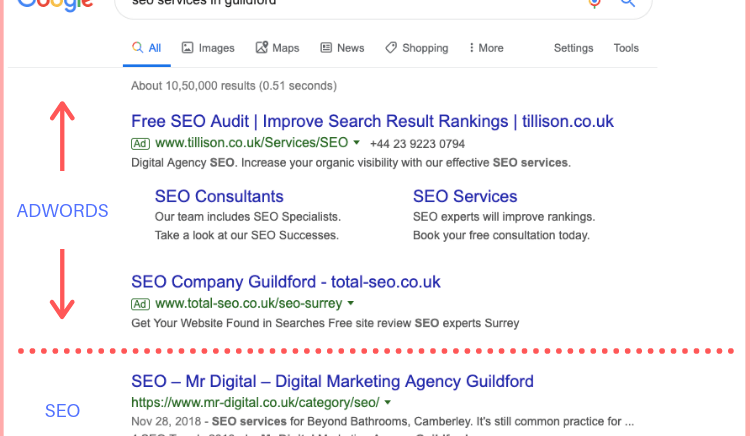 Google
seo services in guildford
All Images Maps News Shopping More Settings Tools
About 10,50,000 results (0.51 seconds)
Free SEO Audit | Improve Search Result Rankings | tillison.co.uk
Ad www.tillison.co.uk/Services/SEO +44 23 9223 0794
Digital Agency SEO. Increase your organic visibility with our effective SEO services.
SEO Consultants
Our team includes SEO Specialists.
Take a look at our SEO Successes.
SEO Services
SEO experts will improve rankings.
Book your free consultation today.
ADWORDS
SEO Company Guildford - total-seo.co.uk
Ad www.total-seo.co.uk/seo-surrey
Get Your Website Found in Searches Free site review SEO experts Surrey
SEO
SEO – Mr Digital – Digital Marketing Agency Guildford
https://www.mr-digital.co.uk/category/seo/
Nov 28, 2018 - SEO services for Beyond Bathrooms, Camberley. It's still common practice for ...